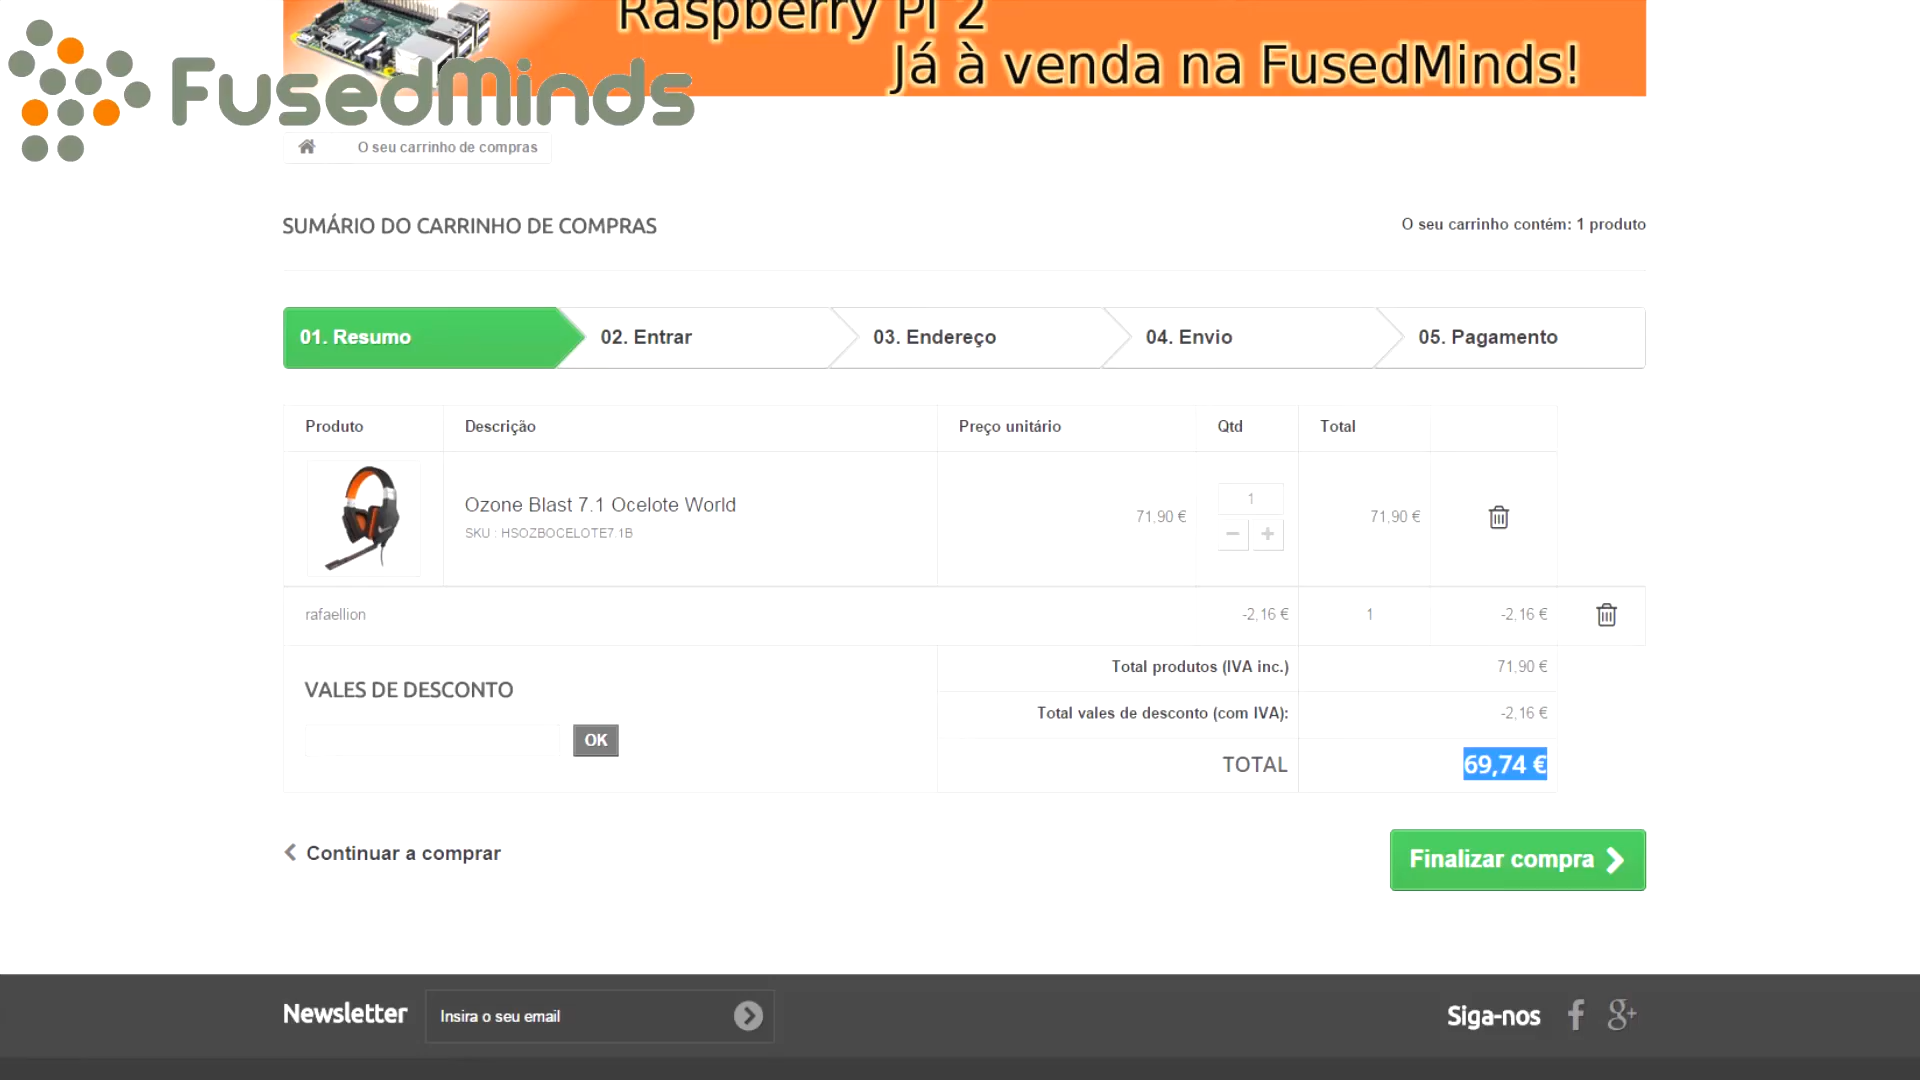 Raspberry Pi 2
Já à venda na FusedMinds!
FusedMinds
O seu carrinho de compras
SUMÁRIO DO CARRINHO DE COMPRAS
O seu carrinho contém: 1 produto
01. Resumo
02. Entrar
03. Endereço
04. Envio
05. Pagamento
Produto
Descrição
Preço unitário
Qtd
Total
Ozone Blast 7.1 Ocelote World
SKU : HSOZBOCELOTE7.1B
71,90 €
1
71,90 €
rafaellion
-2,16 €
1
-2,16 €
VALES DE DESCONTO
OK
Total produtos (IVA inc.)
71,90 €
Total vales de desconto (com IVA):
-2,16 €
TOTAL
69,74 €
Continuar a comprar
Finalizar compra
Newsletter
Insira o seu email
Siga-nos